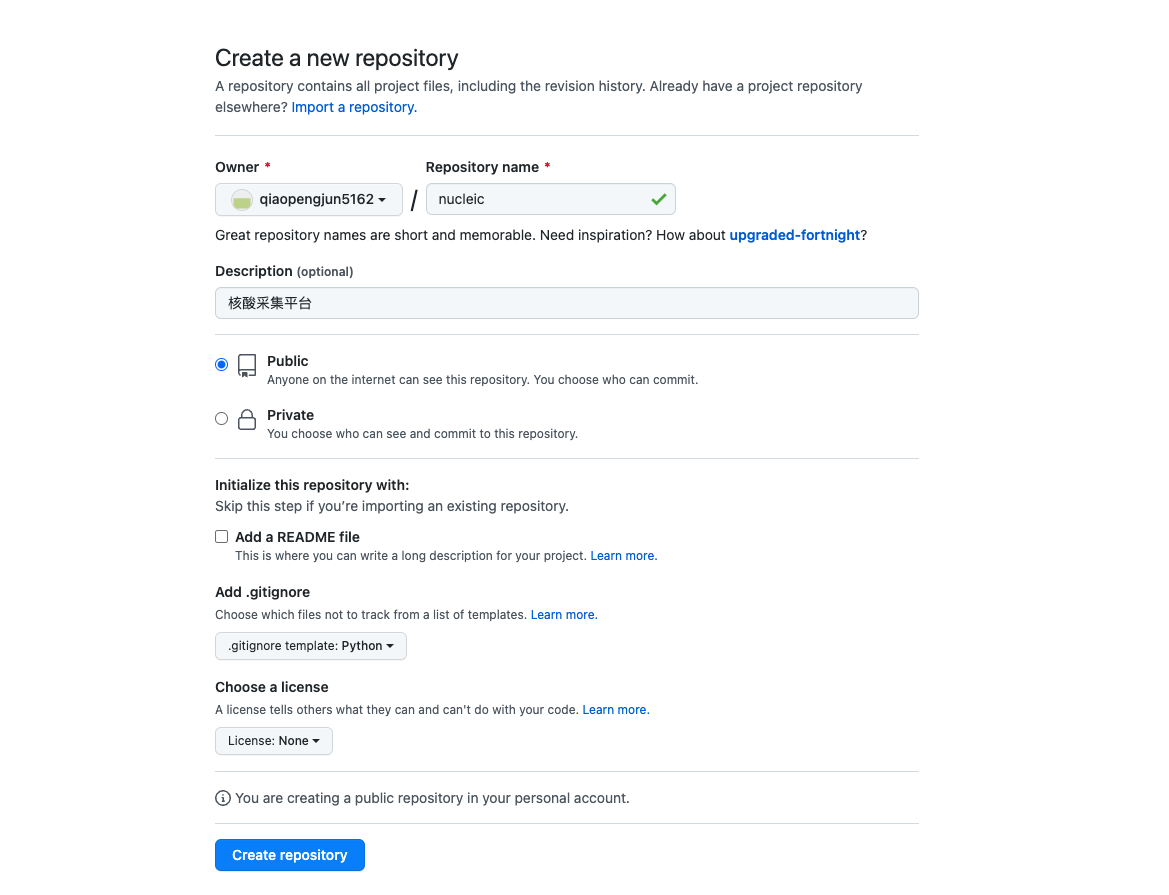 Create a new repository
A repository contains all project files, including the revision history. Already have a project repository
elsewhere? Import a repository.
Owner *
Repository name *
qiaopengjun5162
/
nucleic
Great repository names are short and memorable. Need inspiration? How about upgraded-fortnight?
Description (optional)
核酸采集平台
Public
Anyone on the internet can see this repository. You choose who can commit.
Private
You choose who can see and commit to this repository.
Initialize this repository with:
Skip this step if you’re importing an existing repository.
Add a README file
This is where you can write a long description for your project. Learn more.
Add .gitignore
Choose which files not to track from a list of templates. Learn more.
.gitignore template: Python
Choose a license
A license tells others what they can and can't do with your code. Learn more.
License: None
You are creating a public repository in your personal account.
Create repository